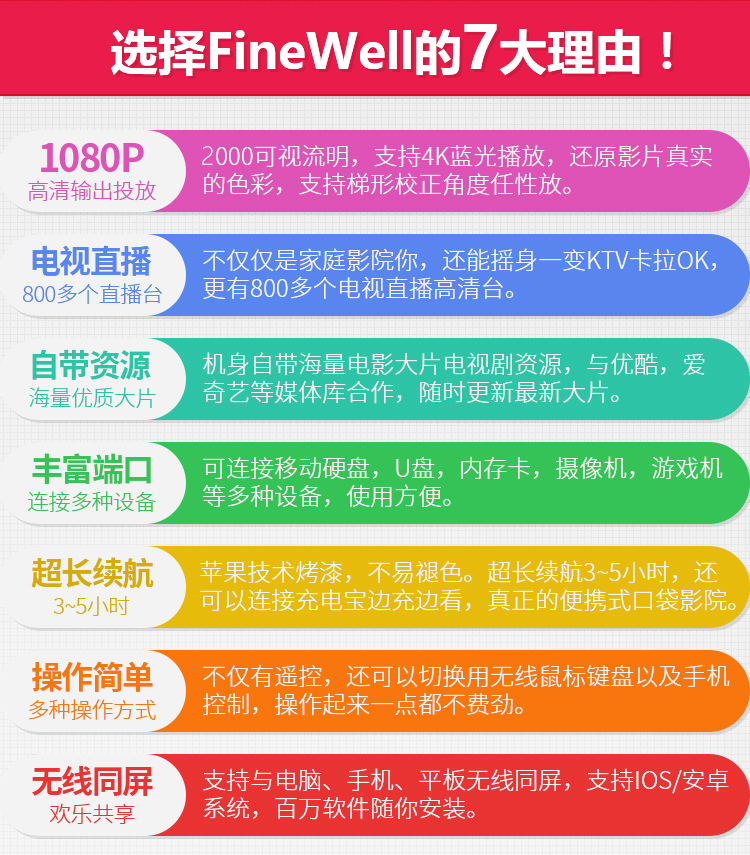 选择FineWell的7大理由！
1080P
高清输出投放
2000可视流明，支持4K蓝光播放，还原影片真实
的色彩，支持梯形校正角度任性放。
电视直播
800多个直播台
不仅仅是家庭影院你，还能摇身一变KTV卡拉OK，
更有800多个电视直播高清台。
自带资源
海量优质大片
机身自带海量电影大片电视剧资源，与优酷，爱
奇艺等媒体库合作，随时更新最新大片。
丰富端口
连接多种设备
可连接移动硬盘，U盘，内存卡，摄像机，游戏机
等多种设备，使用方便。
超长续航
3~5小时
苹果技术烤漆，不易褪色。超长续航3~5小时，还
可以连接充电宝边充边看，真正的便携式口袋影院。
操作简单
多种操作方式
不仅有遥控，还可以切换用无线鼠标键盘以及手机
控制，操作起来一点都不费劲。
无线同屏
欢乐共享
支持与电脑、手机、平板无线同屏，支持IOS/安卓
系统，百万软件随你安装。